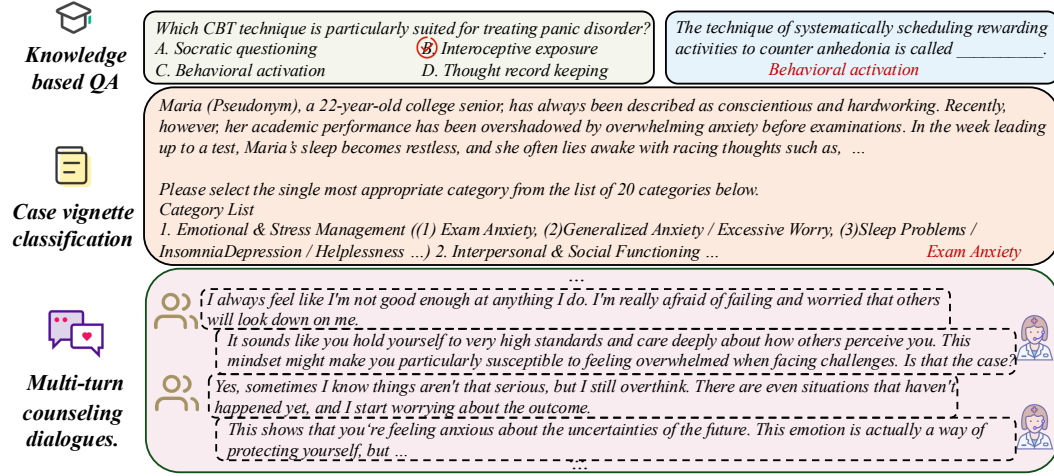 Knowledge
based QA
Which CBT technique is particularly suited for treating panic disorder?
A. Socratic questioning
B. Interoceptive exposure
C. Behavioral activation
D. Thought record keeping
The technique of systematically scheduling rewarding
activities to counter anhedonia is called __________.
Behavioral activation
Case vignette
classification
Maria (Pseudonym), a 22-year-old college senior, has always been described as conscientious and hardworking. Recently,
however, her academic performance has been overshadowed by overwhelming anxiety before examinations. In the week leading
up to a test, Maria's sleep becomes restless, and she often lies awake with racing thoughts such as, ...
Please select the single most appropriate category from the list of 20 categories below.
Category List
1. Emotional & Stress Management ((1) Exam Anxiety, (2)Generalized Anxiety / Excessive Worry, (3)Sleep Problems /
InsomniaDepression / Helplessness ...) 2. Interpersonal & Social Functioning ...
Exam Anxiety
Multi-turn
counseling
dialogues.
...
I always feel like I'm not good enough at anything I do. I'm really afraid of failing and worried that others
will look down on me.
It sounds like you hold yourself to very high standards and care deeply about how others perceive you. This
mindset might make you particularly susceptible to feeling overwhelmed when facing challenges. Is that the case?
Yes, sometimes I know things aren't that serious, but I still overthink. There are even situations that haven't
happened yet, and I start worrying about the outcome.
This shows that you're feeling anxious about the uncertainties of the future. This emotion is actually a way of
protecting yourself, but ...
...